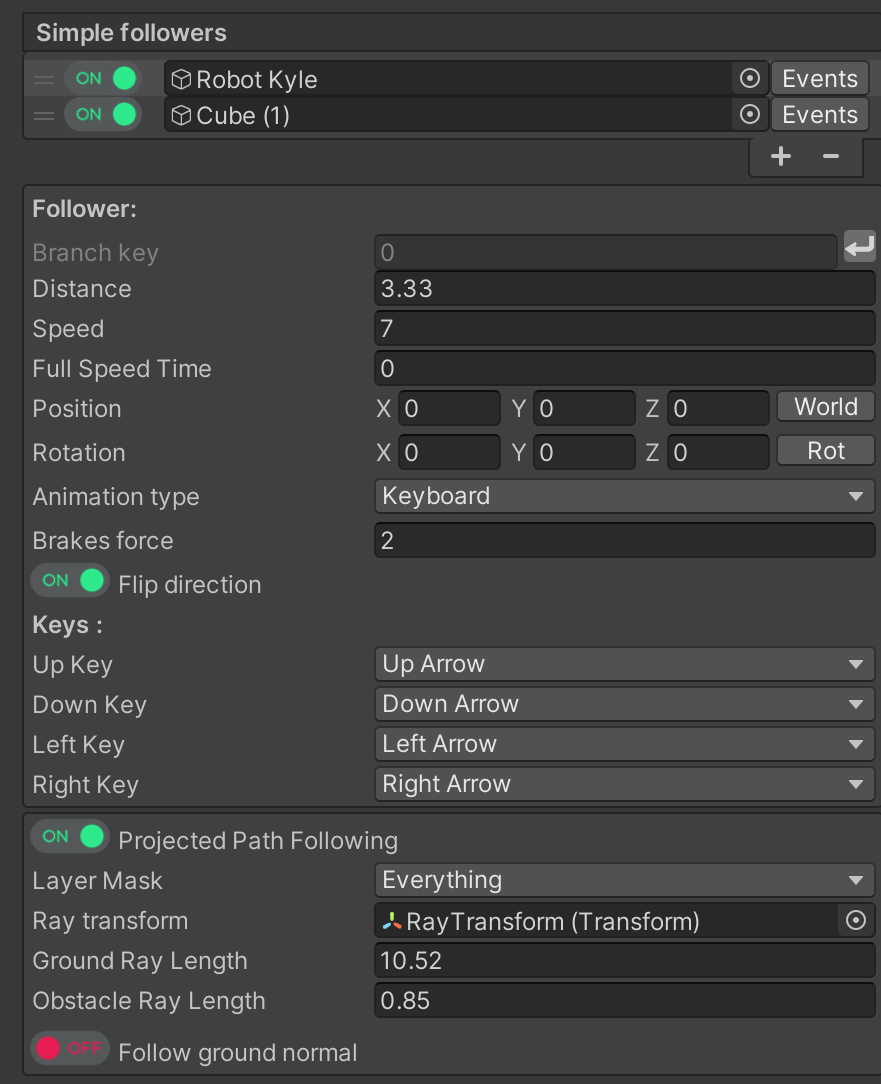 Simple followers
ON Robot Kyle Events
ON Cube (1) Events
+ −
Follower:
Branch key 0
Distance 3.33
Speed 7
Full Speed Time 0
Position X 0 Y 0 Z 0 World
Rotation X 0 Y 0 Z 0 Rot
Animation type Keyboard
Brakes force 2
ON Flip direction
Keys :
Up Key Up Arrow
Down Key Down Arrow
Left Key Left Arrow
Right Key Right Arrow
ON Projected Path Following
Layer Mask Everything
Ray transform RayTransform (Transform)
Ground Ray Length 10.52
Obstacle Ray Length 0.85
OFF Follow ground normal